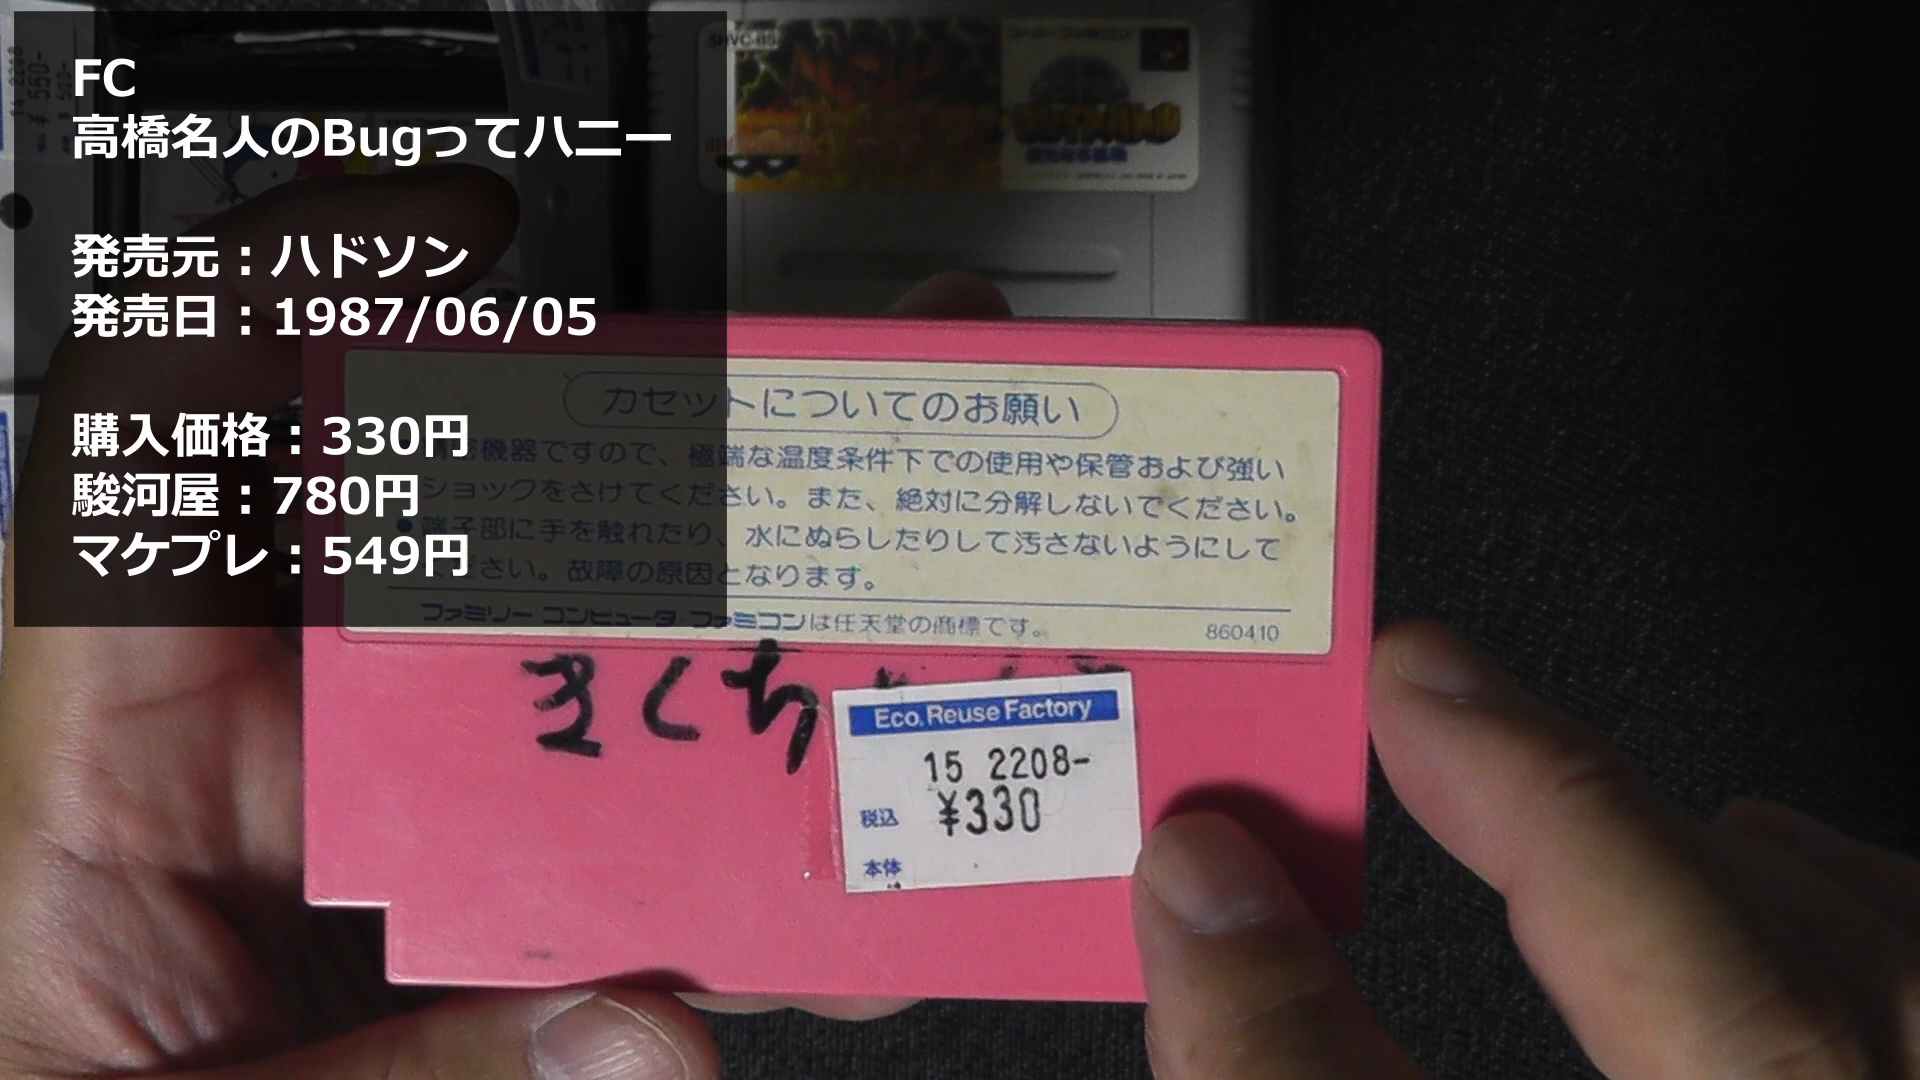 FC
高橋名人のBugってハニー
発売元：ハドソン
発売日：1987/06/05
購入価格：330円
駿河屋：780円
マケプレ：549円
カセットについてのお願い
機器ですので、極端な温度条件下での使用や保管および強い
ショックをさけてください。また、絶対に分解しないでください。
●端子部に手を触れたり、水にぬらしたりして汚さないようにして
ください。故障の原因となります。
ファミリー コンピュータ ファミコンは任天堂の商標です。
860410
きくち
Eco.Reuse Factory
15 2208-
税込 ¥330
本体